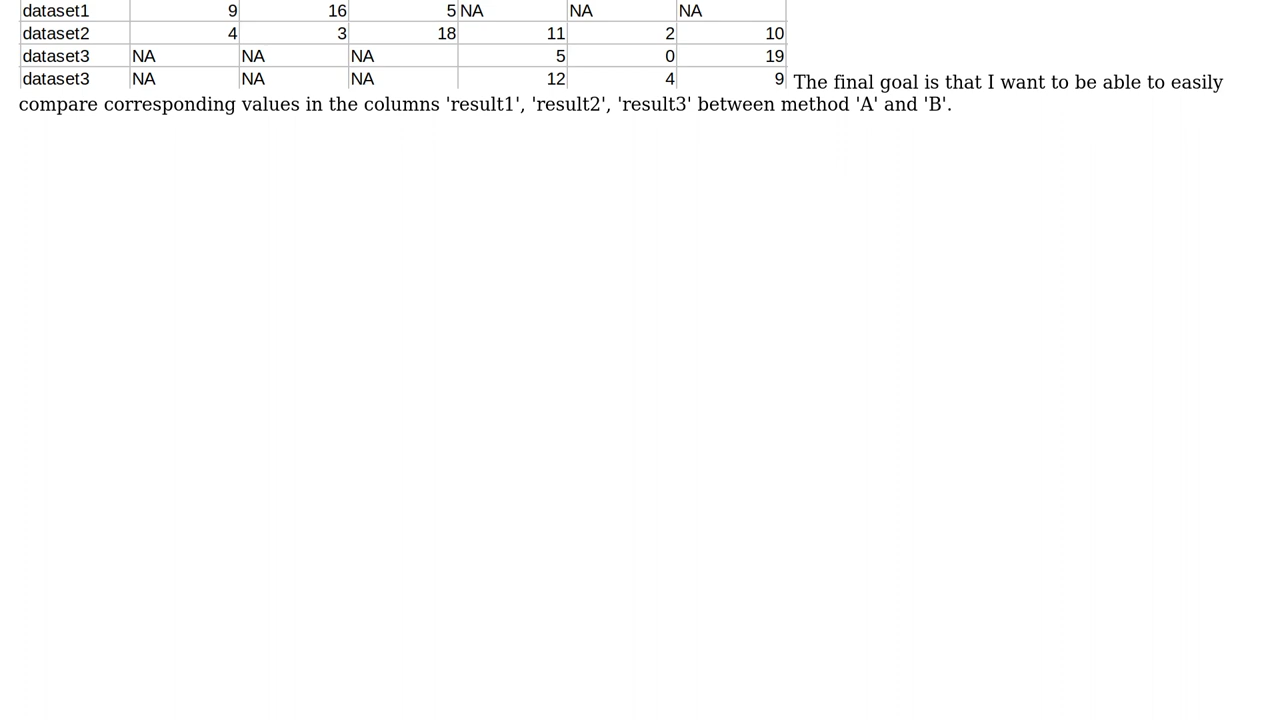 dataset1 9 16 5 NA NA NA
dataset2 4 3 18 11 2 10
dataset3 NA NA NA 5 0 19
dataset3 NA NA NA 12 4 9 The final goal is that I want to be able to easily
compare corresponding values in the columns 'result1', 'result2', 'result3' between method 'A' and 'B'.